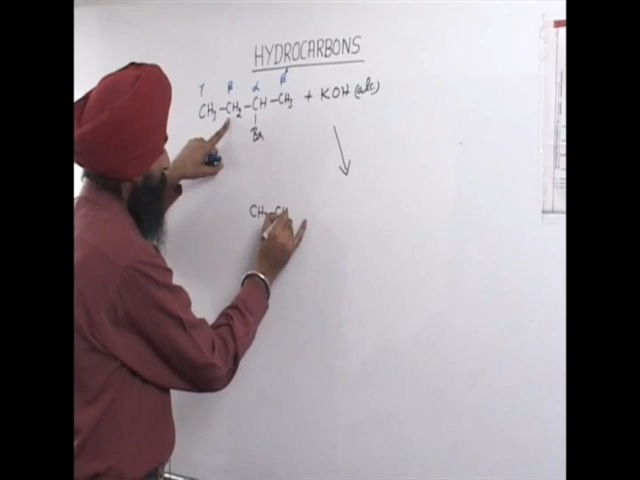 HYDROCARBONS
γ β α β'
CH₃ – CH₂ – CH – CH₃ + KOH (alc)
|
Br
CH₃–CH